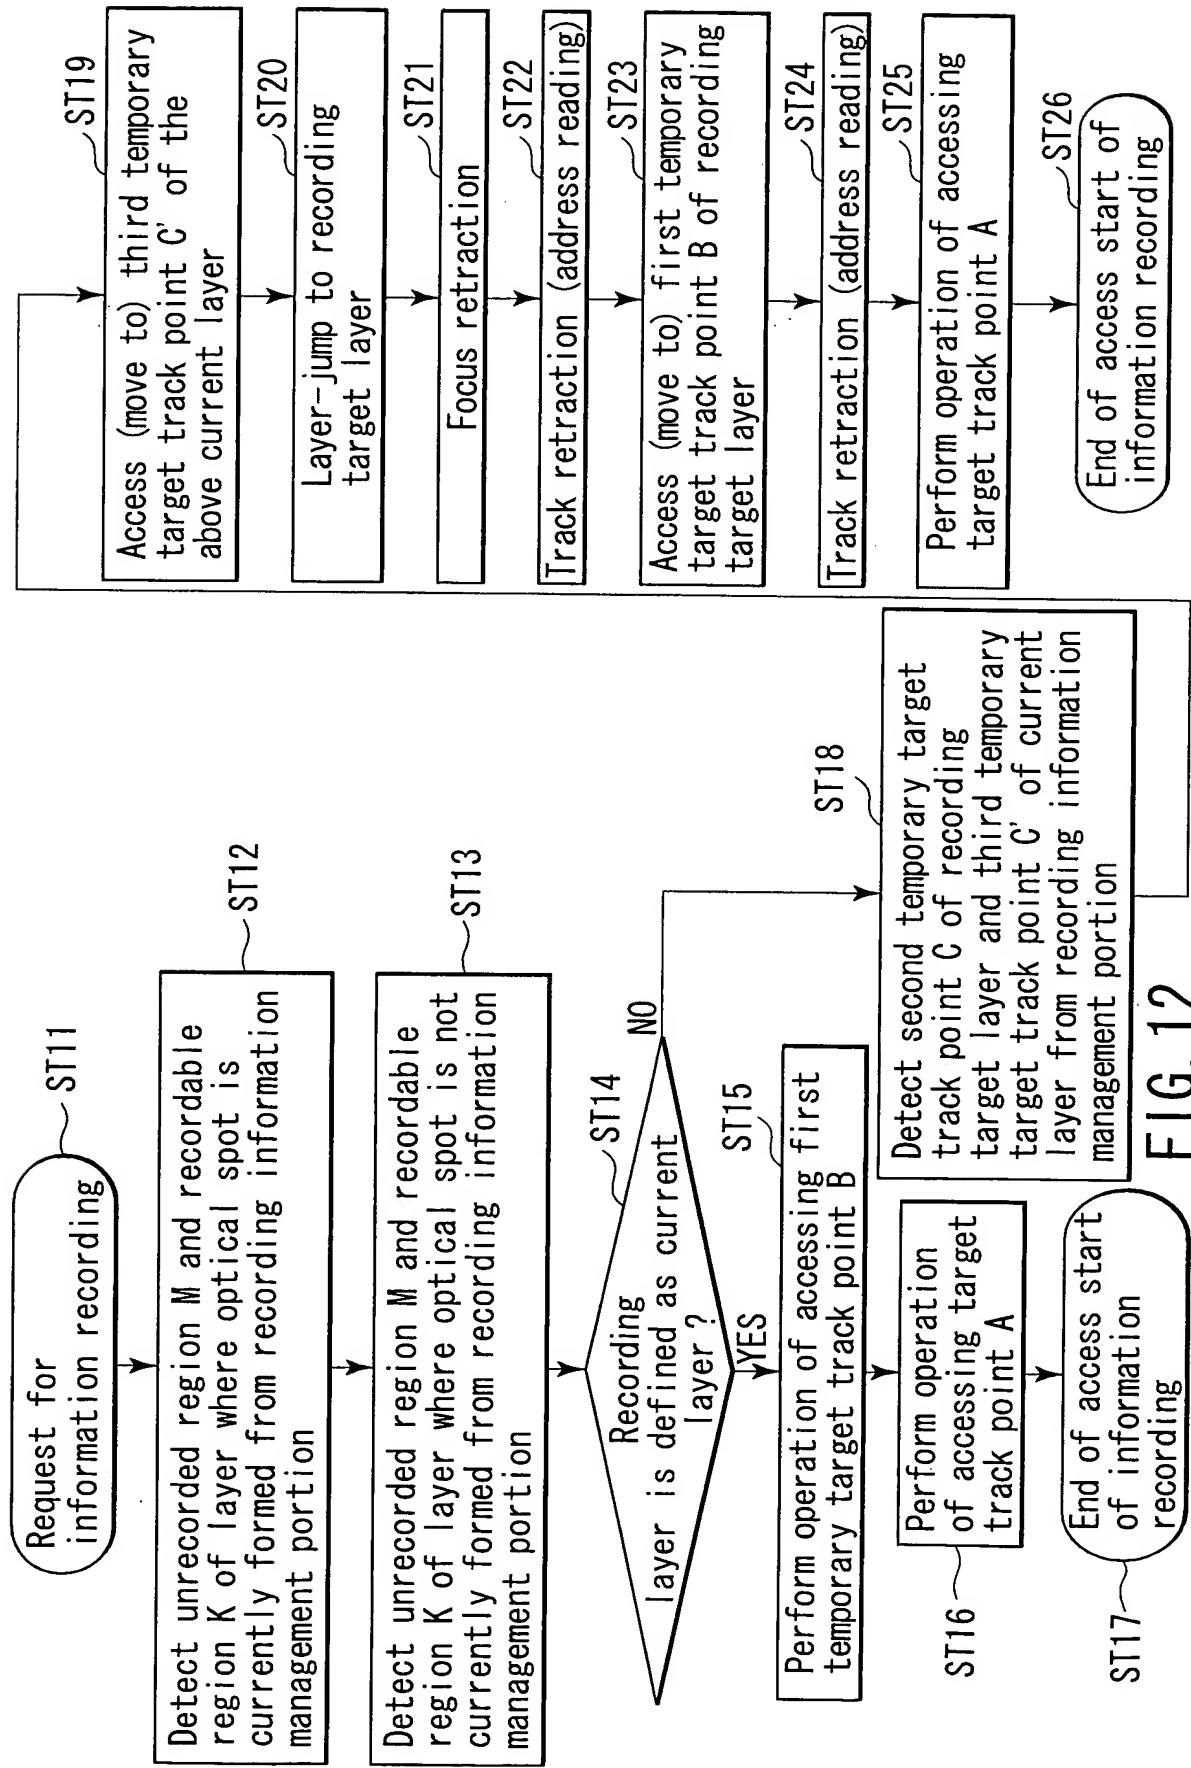 Request for
information recording
ST11
Detect unrecorded region M and recordable
region K of layer where optical spot is
currently formed from recording information
management portion
ST12
Detect unrecorded region M and recordable
region K of layer where optical spot is not
currently formed from recording information
management portion
ST13
Recording
layer is defined as current
layer?
ST14
NO
YES
Perform operation of accessing first
temporary target track point B
ST15
Perform operation
of accessing target
track point A
ST16
End of access start
of information
recording
ST17
Detect second temporary target
track point C of recording
target layer and third temporary
target track point C' of current
layer from recording information
management portion
ST18
Access (move to) third temporary
target track point C' of the
above current layer
ST19
Layer-jump to recording
target layer
ST20
Focus retraction
ST21
Track retraction (address reading)
ST22
Access (move to) first temporary
target track point B of recording
target layer
ST23
Track retraction (address reading)
ST24
Perform operation of accessing
target track point A
ST25
End of access start of
information recording
ST26
FIG. 12